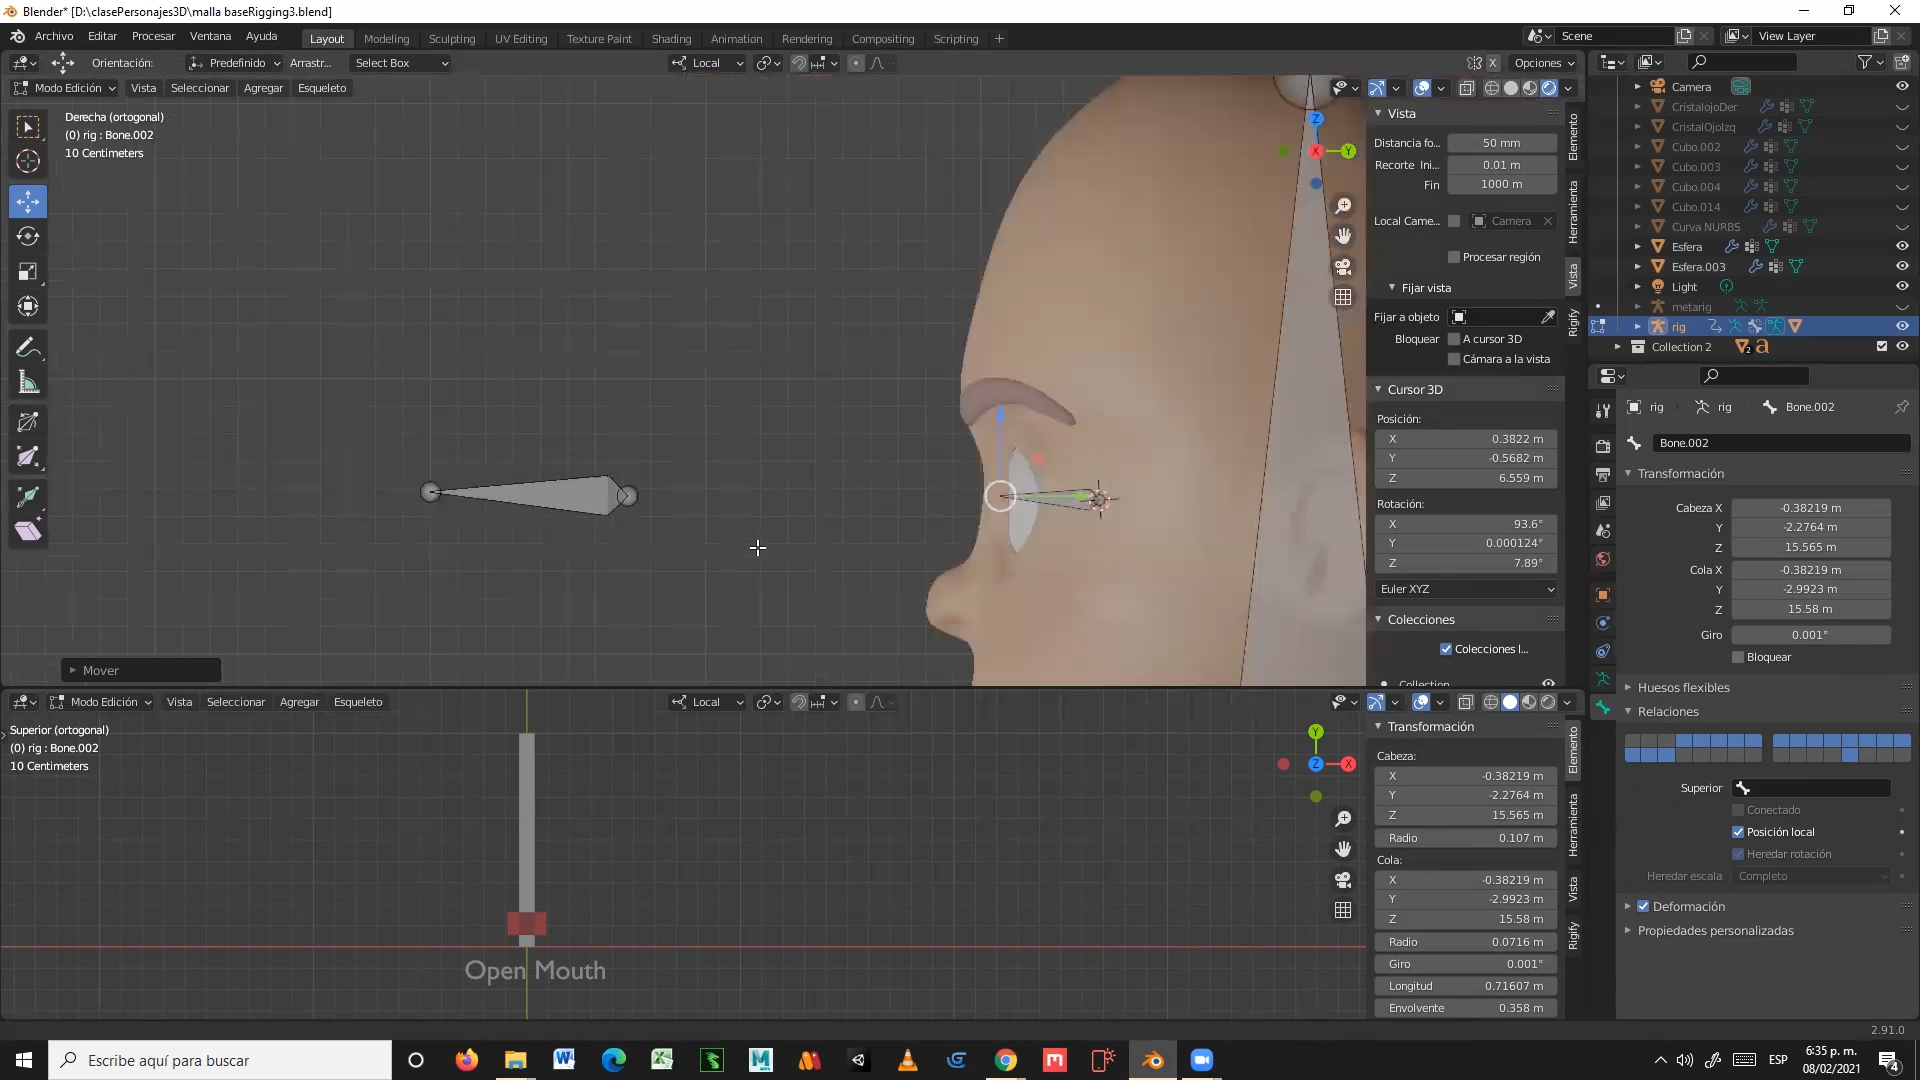 Blender* [D:\clasePersonajes3D\malla baseRigging3.blend]
Archivo Editar Procesar Ventana Ayuda
Layout Modeling Sculpting UV Editing Texture Paint Shading Animation Rendering Compositing Scripting +
Scene View Layer
Orientación: Predefinido Arrastr... Select Box Local X Opciones
Modo Edición Vista Seleccionar Agregar Esqueleto
Derecha (ortogonal)
(0) rig : Bone.002
10 Centimeters
Z
X
Y
Mover
Vista
Distancia fo... 50 mm
Recorte Ini... 0.01 m
Fin 1000 m
Local Came... Camera
Procesar región
Fijar vista
Fijar a objeto
Bloquear A cursor 3D
Cámara a la vista
Cursor 3D
Posición:
X 0.3822 m
Y -0.5682 m
Z 6.559 m
Rotación:
X 93.6°
Y 0.000124°
Z 7.89°
Euler XYZ
Colecciones
Colecciones l...
Collection
Elemento
Herramienta
Vista
Rigify
Camera
CristalojoDer
CristalOjoIzq
Cubo.002
Cubo.003
Cubo.004
Cubo.014
Curva NURBS
Esfera
Esfera.003
Light
metarig
rig
Collection 2 2 a
rig rig Bone.002
Bone.002
Transformación
Cabeza X -0.38219 m
Y -2.2764 m
Z 15.565 m
Cola X -0.38219 m
Y -2.9923 m
Z 15.58 m
Giro 0.001°
Bloquear
Huesos flexibles
Relaciones
Superior
Conectado
Posición local
Heredar rotación
Heredar escala Completo
Deformación
Propiedades personalizadas
Modo Edición Vista Seleccionar Agregar Esqueleto Local
Superior (ortogonal)
(0) rig : Bone.002
10 Centimeters
Open Mouth
Y
Z
X
Transformación
Cabeza:
X -0.38219 m
Y -2.2764 m
Z 15.565 m
Radio 0.107 m
Cola:
X -0.38219 m
Y -2.9923 m
Z 15.58 m
Radio 0.0716 m
Giro 0.001°
Longitud 0.71607 m
Envolvente 0.358 m
Elemento
Herramienta
Vista
Rigify
2.91.0
Escribe aquí para buscar
ESP
6:35 p. m.
08/02/2021
4